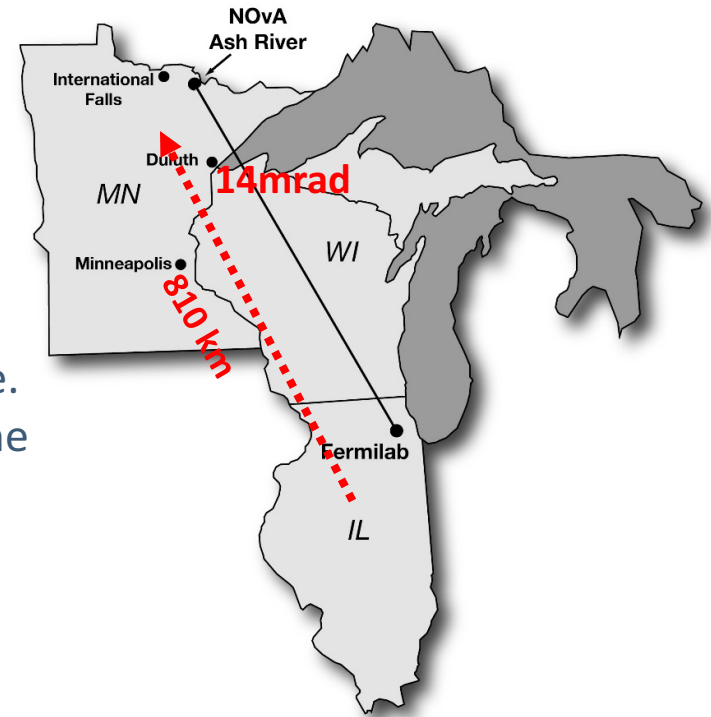 NOvA
Ash River
International
Falls
Duluth
14mrad
MN
WI
Minneapolis
810 km
e.
ne
Fermilab
IL